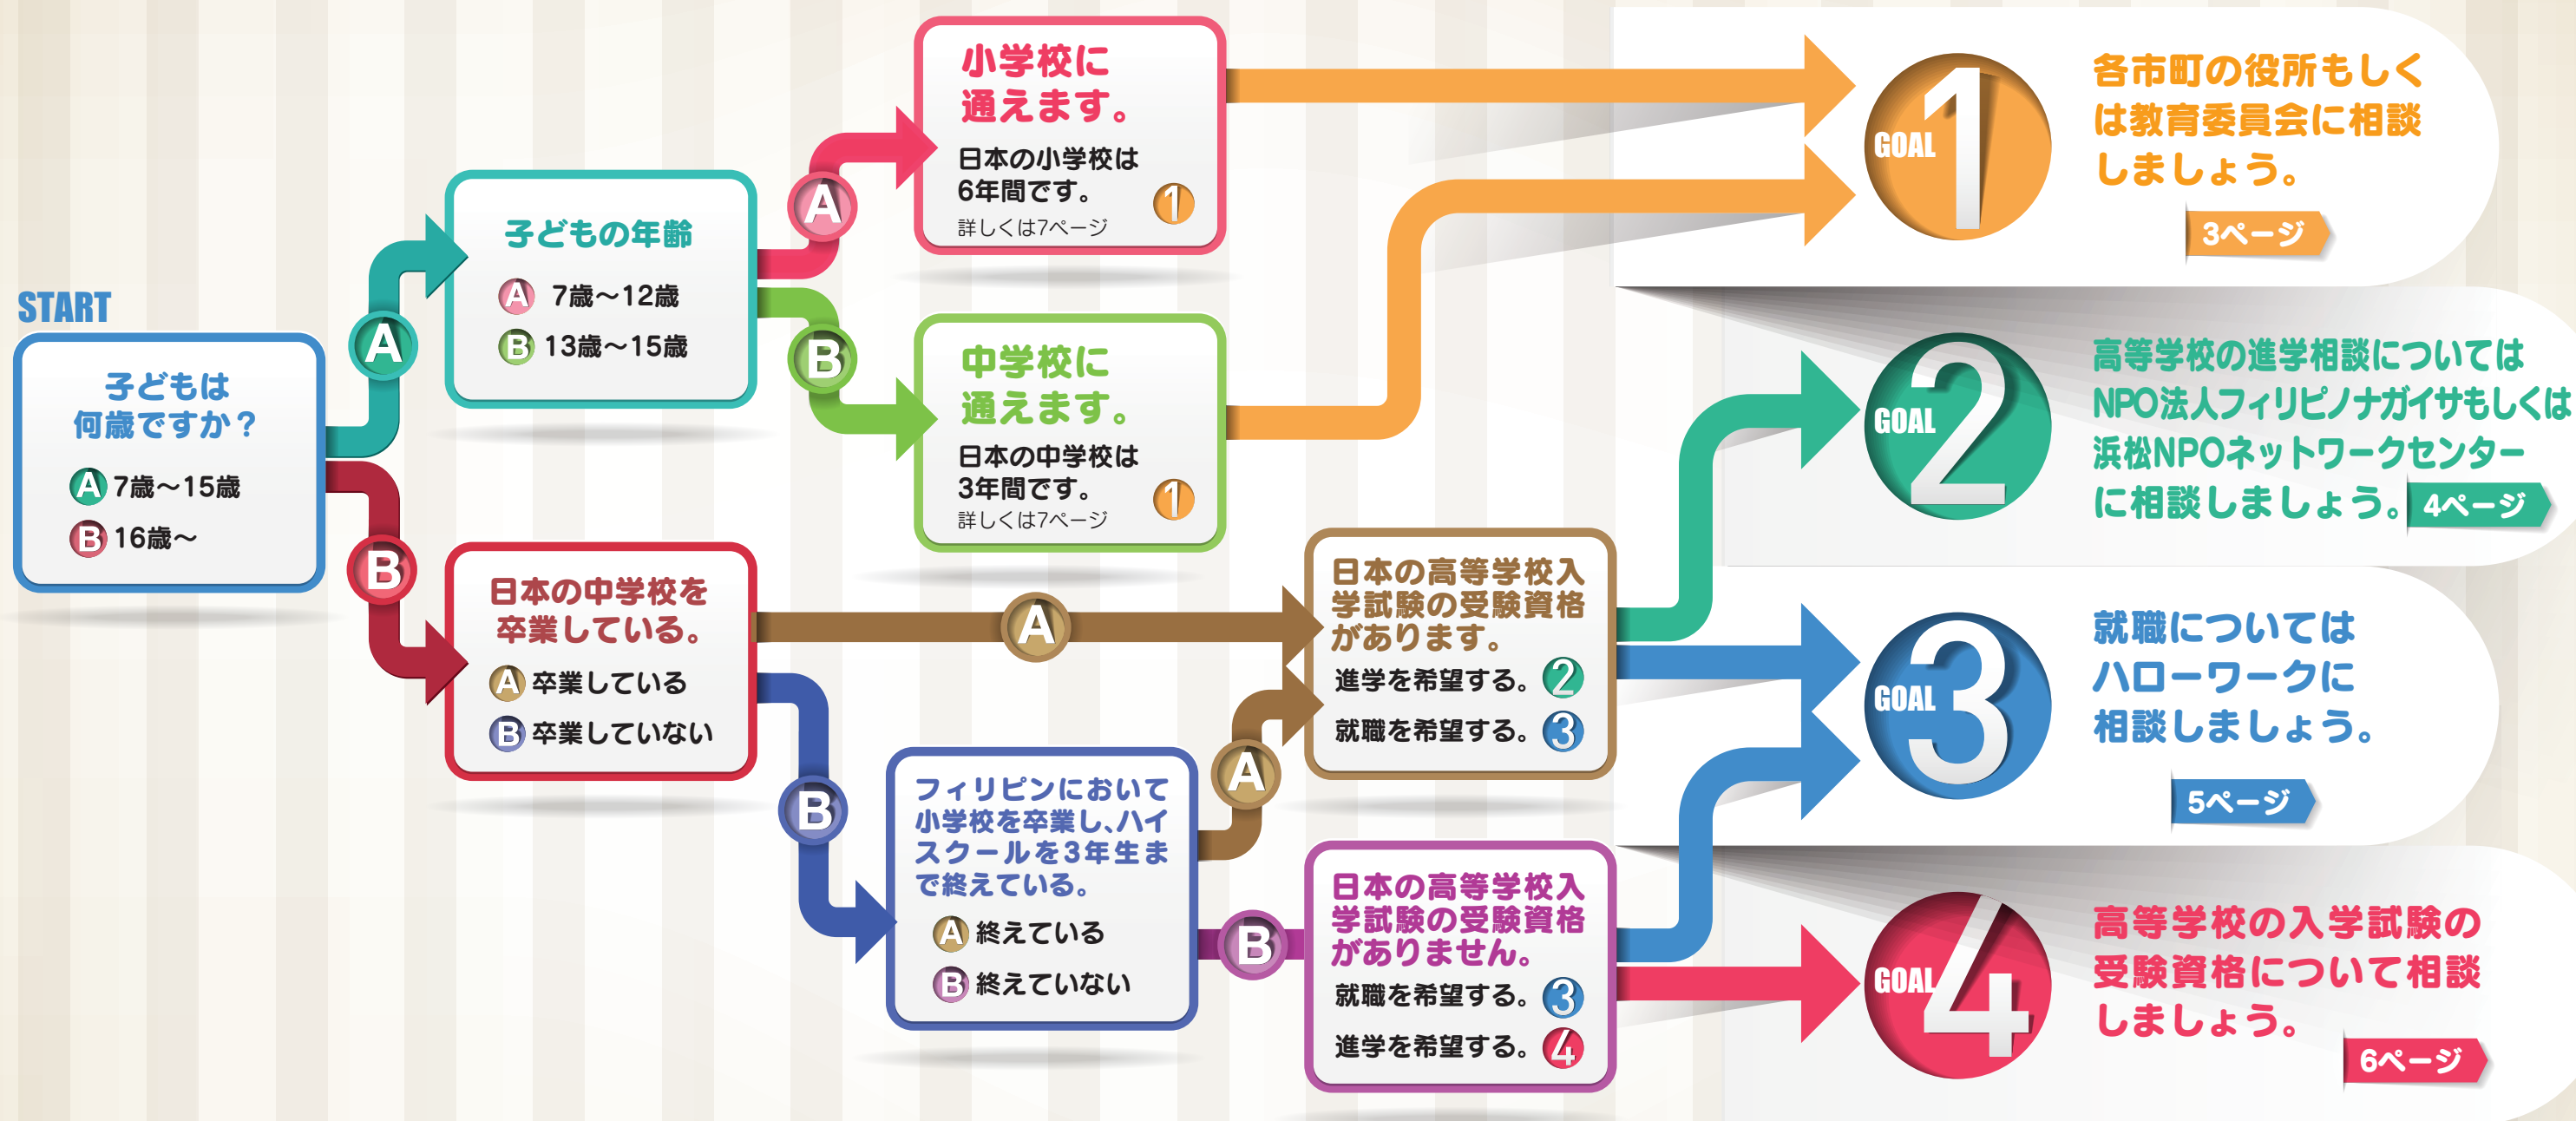 START
子どもは
何歳ですか？
A 7歳～15歳
B 16歳～
A
B
子どもの年齢
A 7歳～12歳
B 13歳～15歳
A
B
小学校に
通えます。
日本の小学校は
6年間です。
1
詳しくは7ページ
中学校に
通えます。
日本の中学校は
3年間です。
1
詳しくは7ページ
日本の中学校を
卒業している。
A 卒業している
B 卒業していない
A
B
フィリピンにおいて
小学校を卒業し、ハイ
スクールを3年生ま
で終えている。
A 終えている
B 終えていない
A
B
日本の高等学校入
学試験の受験資格
があります。
進学を希望する。 2
就職を希望する。 3
日本の高等学校入
学試験の受験資格
がありません。
就職を希望する。 3
進学を希望する。 4
GOAL 1
各市町の役所もしく
は教育委員会に相談
しましょう。
3ページ
GOAL 2
高等学校の進学相談については
NPO法人フィリピノナガイサもしくは
浜松NPOネットワークセンター
に相談しましょう。 4ページ
GOAL 3
就職については
ハローワークに
相談しましょう。
5ページ
GOAL 4
高等学校の入学試験の
受験資格について相談
しましょう。
6ページ